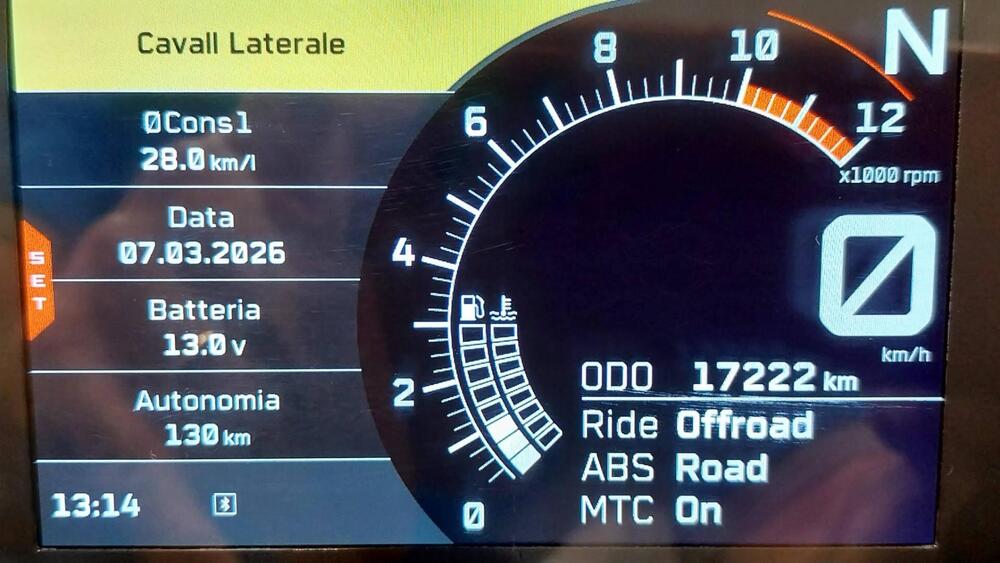 Cavall Laterale
ØCons1
28.0 km/l
Data
07.03.2026
SET
Batteria
13.0 v
Autonomia
130 km
13:14
0
2
4
6
8
10
12
x1000 rpm
N
0
km/h
ODO 17222 km
Ride Offroad
ABS Road
MTC On